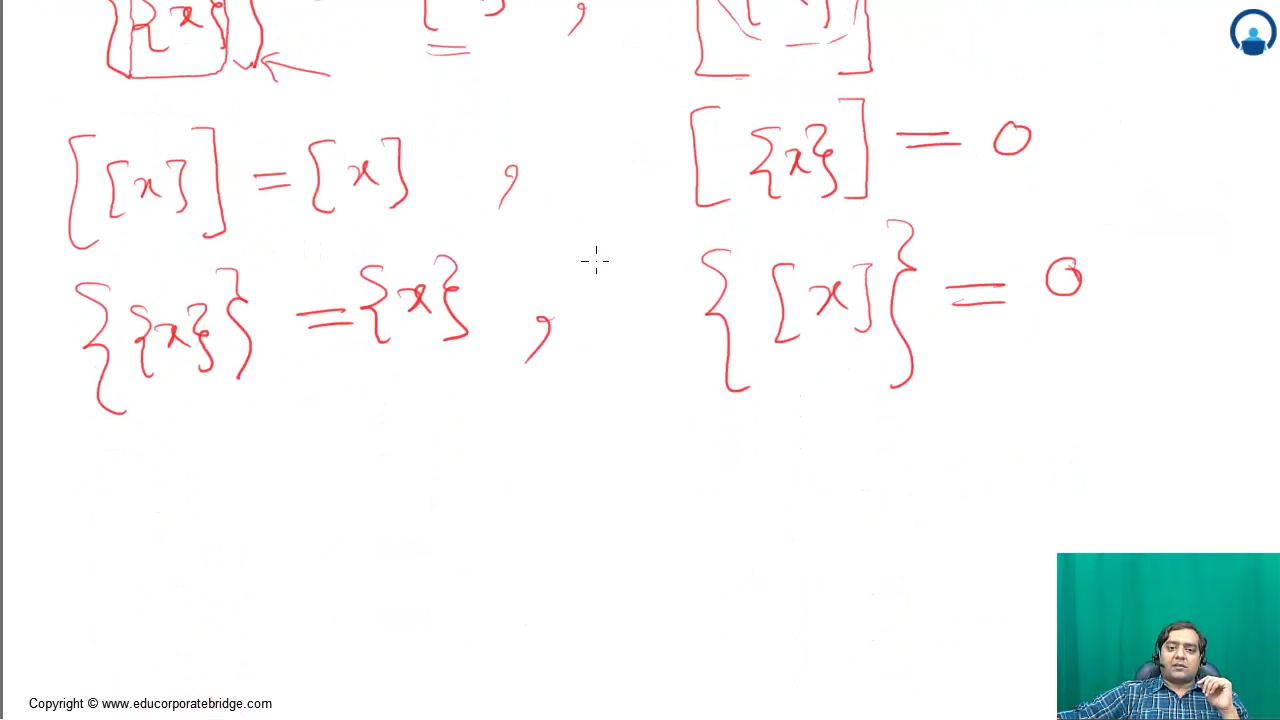 {x}
[[x]] = [x] , [{x}] = 0
{{x}} = {x} , {[x]} = 0
Copyright © www.educorporatebridge.com